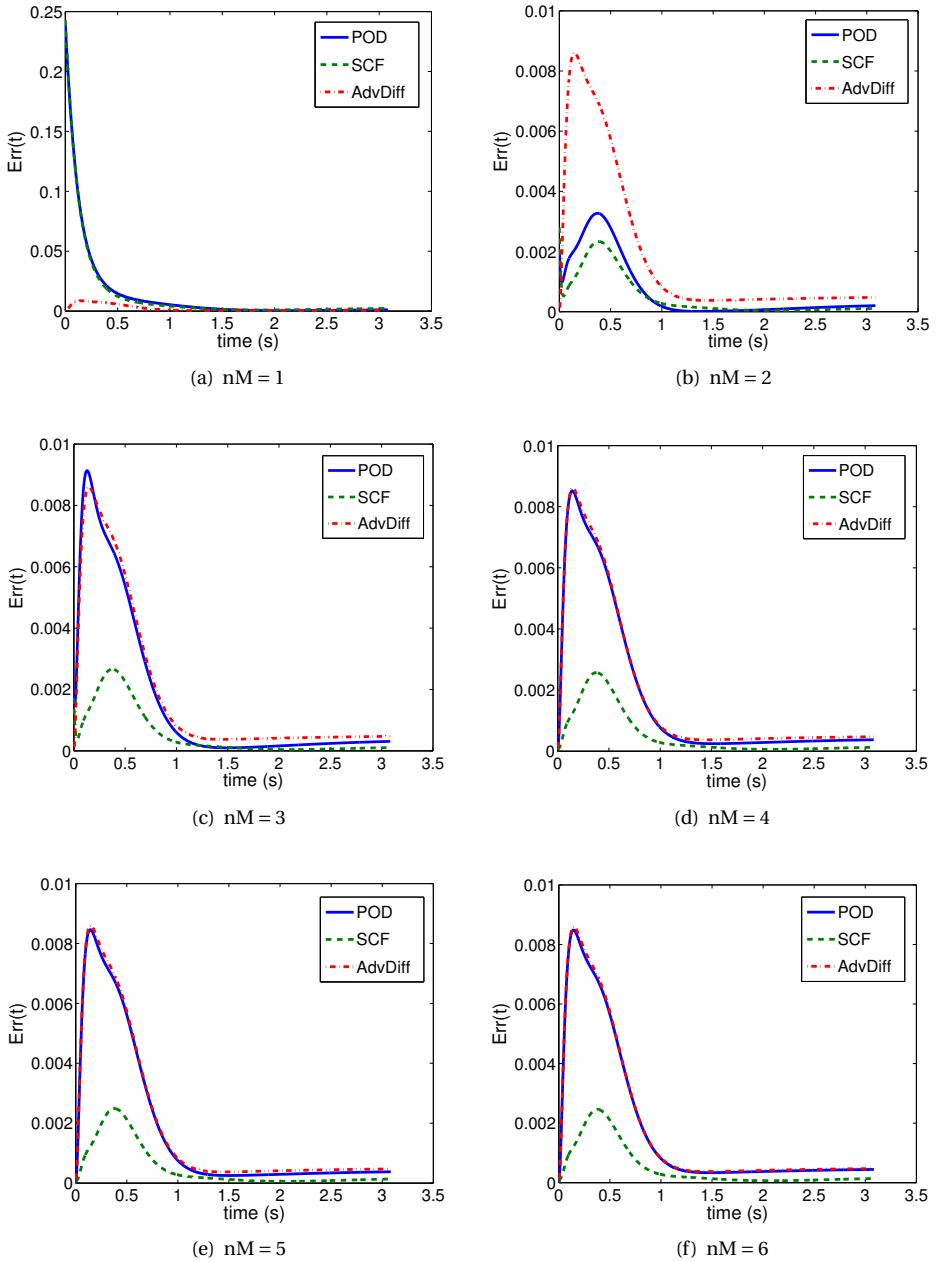 0.25
0.2
0.15
0.1
0.05
0
Err(t)
POD
SCF
AdvDiff
0 0.5 1 1.5 2 2.5 3 3.5
time (s)
(a) nM = 1
0.01
0.008
0.006
0.004
0.002
0
Err(t)
POD
SCF
AdvDiff
0 0.5 1 1.5 2 2.5 3 3.5
time (s)
(b) nM = 2
0.01
0.008
0.006
0.004
0.002
0
Err(t)
POD
SCF
AdvDiff
0 0.5 1 1.5 2 2.5 3 3.5
time (s)
(c) nM = 3
0.01
0.008
0.006
0.004
0.002
0
Err(t)
POD
SCF
AdvDiff
0 0.5 1 1.5 2 2.5 3 3.5
time (s)
(d) nM = 4
0.01
0.008
0.006
0.004
0.002
0
Err(t)
POD
SCF
AdvDiff
0 0.5 1 1.5 2 2.5 3 3.5
time (s)
(e) nM = 5
0.01
0.008
0.006
0.004
0.002
0
Err(t)
POD
SCF
AdvDiff
0 0.5 1 1.5 2 2.5 3 3.5
time (s)
(f) nM = 6